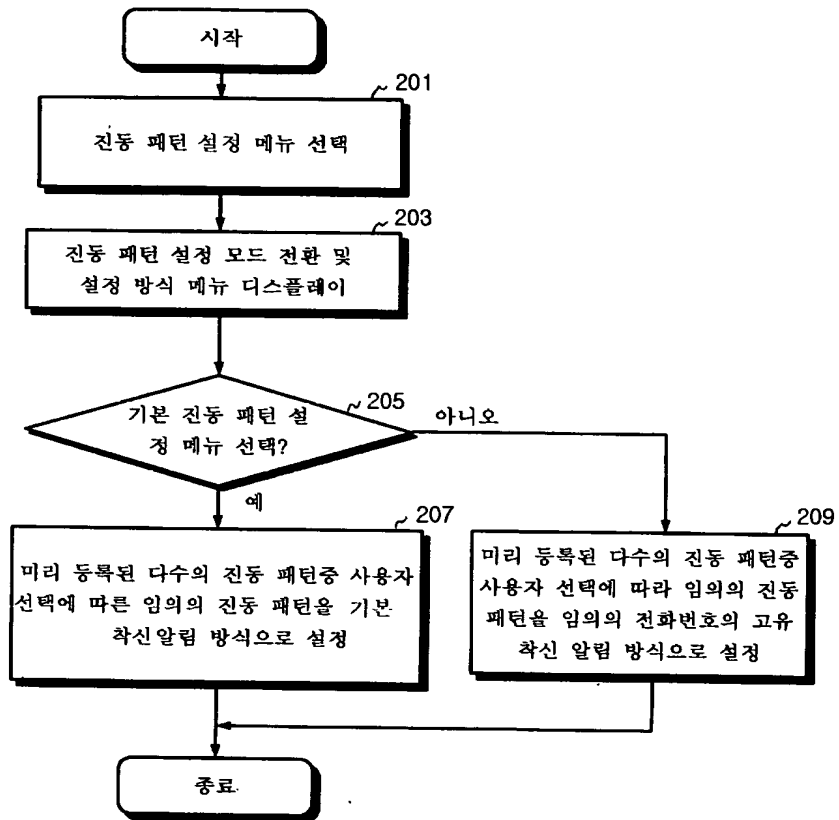 시작
201
진동 패턴 설정 메뉴 선택
203
진동 패턴 설정 모드 전환 및
설정 방식 메뉴 디스플레이
205
기본 진동 패턴 설
정 메뉴 선택?
아니오
예
207
미리 등록된 다수의 진동 패턴중 사용자
선택에 따른 임의의 진동 패턴을 기본
착신알림 방식으로 설정
209
미리 등록된 다수의 진동 패턴중
사용자 선택에 따라 임의의 진동
패턴을 임의의 전화번호의 고유
착신 알림 방식으로 설정
종료